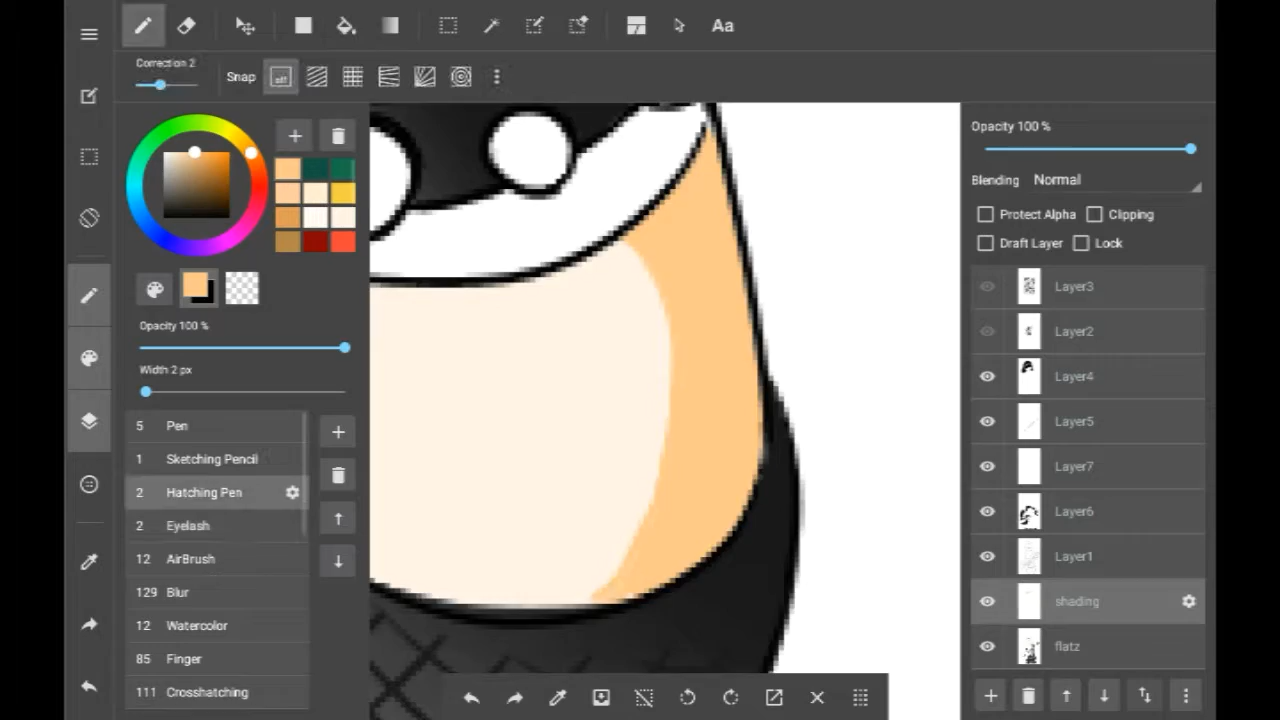 Aa
Correction 2
Snap
off
Opacity 100 %
Width 2 px
5 Pen
1 Sketching Pencil
2 Hatching Pen
2 Eyelash
12 AirBrush
129 Blur
12 Watercolor
85 Finger
111 Crosshatching
Opacity 100 %
Blending Normal
Protect Alpha Clipping
Draft Layer Lock
Layer3
Layer2
Layer4
Layer5
Layer7
Layer6
Layer1
shading
flatz